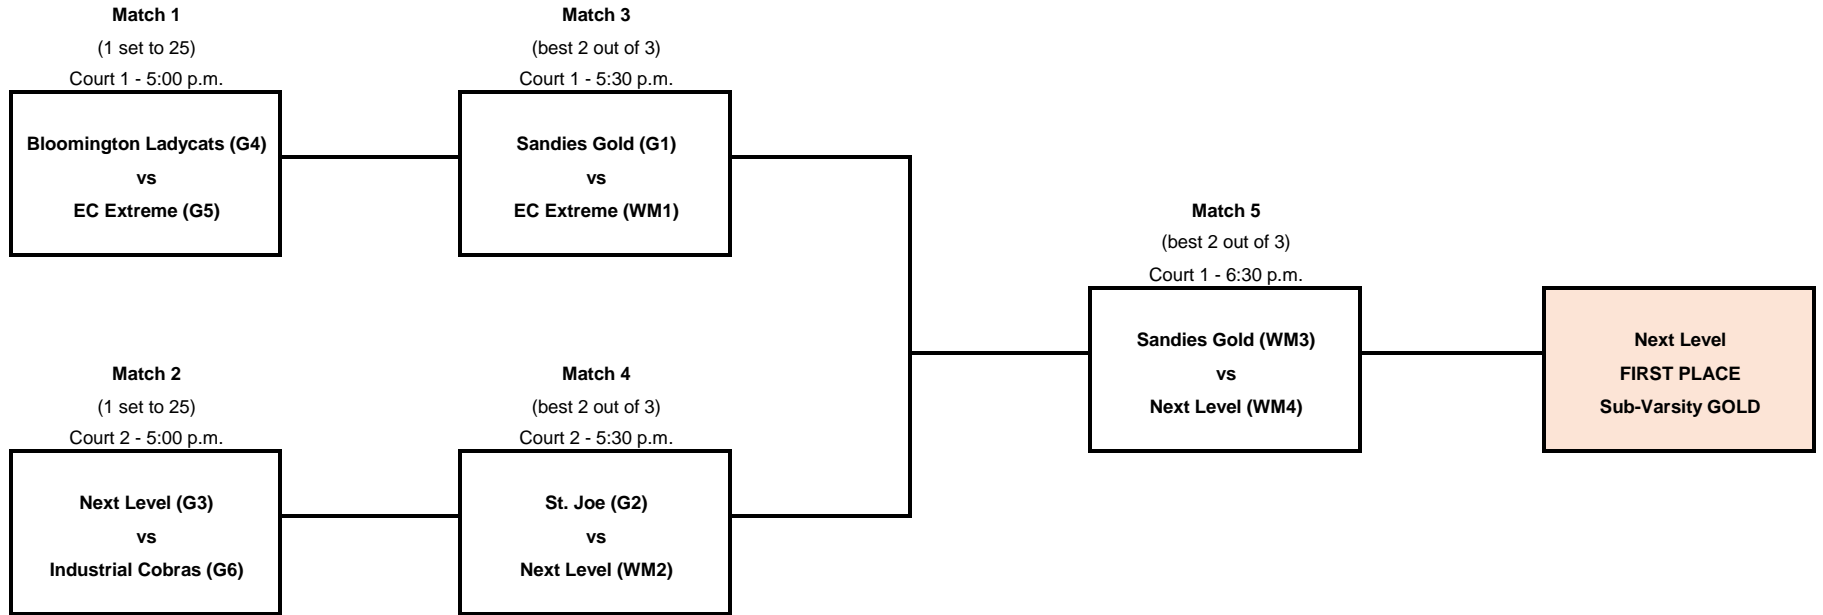 Match 1
(1 set to 25)
Court 1 - 5:00 p.m.
Bloomington Ladycats (G4)
vs
EC Extreme (G5)
Match 3
(best 2 out of 3)
Court 1 - 5:30 p.m.
Sandies Gold (G1)
vs
EC Extreme (WM1)
Match 2
(1 set to 25)
Court 2 - 5:00 p.m.
Next Level (G3)
vs
Industrial Cobras (G6)
Match 4
(best 2 out of 3)
Court 2 - 5:30 p.m.
St. Joe (G2)
vs
Next Level (WM2)
Match 5
(best 2 out of 3)
Court 1 - 6:30 p.m.
Sandies Gold (WM3)
vs
Next Level (WM4)
Next Level
FIRST PLACE
Sub-Varsity GOLD